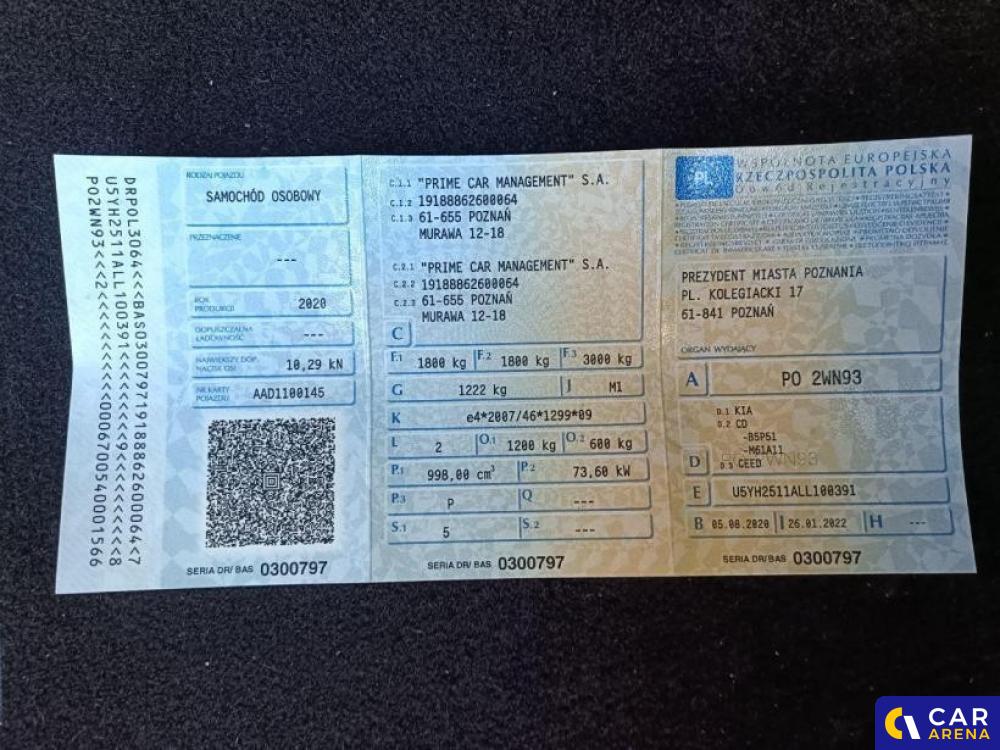 DRPOL3064<<BAS03007971918886260006​4<7
U5YH2511ALL100391<<<<<<9<<<<<<<<8
PO2WN93<<<2<<<<<<<<<<<0006700540001566
RODZAJ POJAZDU
SAMOCHÓD OSOBOWY
PRZEZNACZENIE
---
ROK PRODUKCJI
2020
DOPUSZCZALNA ŁADOWNOŚĆ
---
NAJWIĘKSZY DOP. NACISK OSI
10,29 kN
NR KARTY POJAZDU
AAD1100145
SERIA DR/BAS 0300797
C.1.1 "PRIME CAR MANAGEMENT" S.A.
C.1.2 19188862600064
C.1.3 61-655 POZNAŃ
MURAWA 12-18
C.2.1 "PRIME CAR MANAGEMENT" S.A.
C.2.2 19188862600064
C.2.3 61-655 POZNAŃ
MURAWA 12-18
C
F.1 1800 kg F.2 1800 kg F.3 3000 kg
G 1222 kg J M1
K e4*2007/46*1299*09
L 2 O.1 1200 kg O.2 600 kg
P.1 998,00 cm³ P.2 73,60 kW
P.3 P Q ---
S.1 5 S.2 ---
SERIA DR/BAS 0300797
PL
WSPÓLNOTA EUROPEJSKA
RZECZPOSPOLITA POLSKA
Dowód Rejestracyjny
PREZYDENT MIASTA POZNANIA
PL. KOLEGIACKI 17
61-841 POZNAŃ
ORGAN WYDAJĄCY
A PO 2WN93
D.1 KIA
D.2 CD
-B5P51
-M61A11
D
D.3 CEED
E U5YH2511ALL100391
B 05.08.2020 I 26.01.2022 H ---
SERIA DR/BAS 0300797
CAR
ARENA